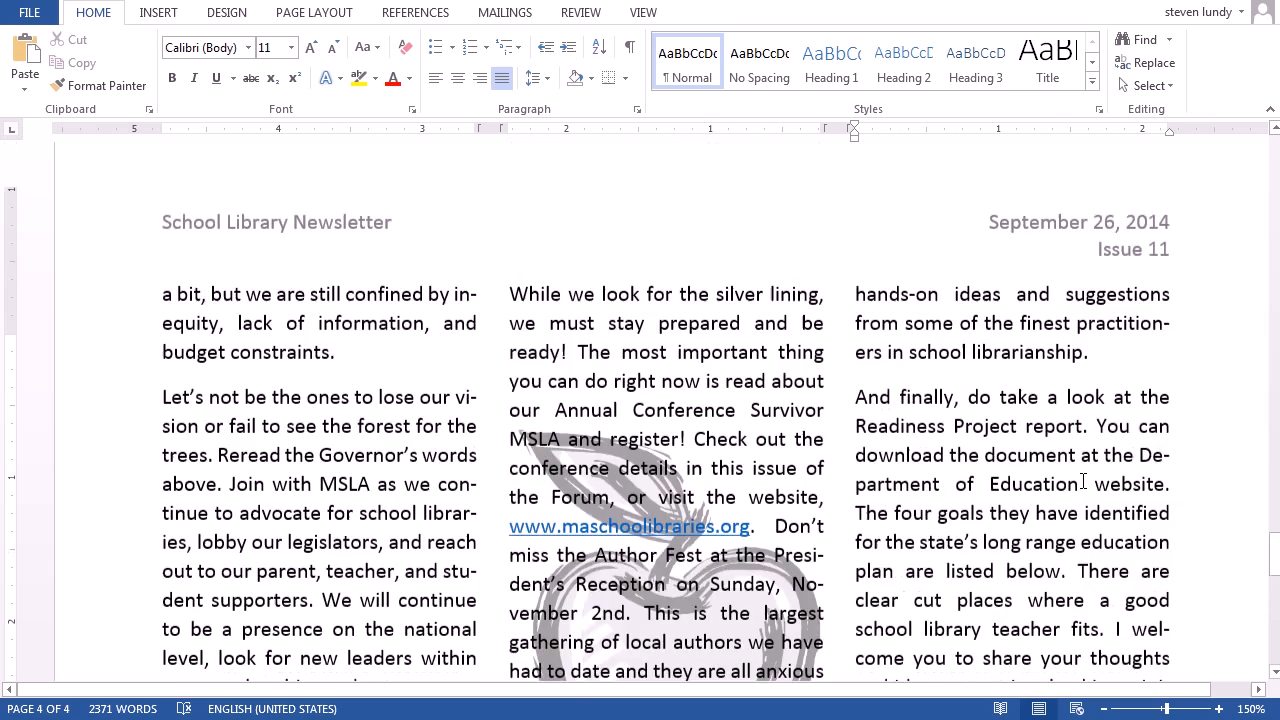 FILE HOME INSERT DESIGN PAGE LAYOUT REFERENCES MAILINGS REVIEW VIEW steven lundy
Paste
Cut
Copy
Format Painter
Clipboard
Calibri (Body) 11
Font
Paragraph
AaBbCcDc AaBbCcDc AaBbCc AaBbCcD AaBbCcD AaBl
¶ Normal No Spacing Heading 1 Heading 2 Heading 3 Title
Styles
Find
Replace
Select
Editing
5 4 3 2 1 1 2
School Library Newsletter
September 26, 2014
Issue 11
a bit, but we are still confined by in-
equity, lack of information, and
budget constraints.
Let’s not be the ones to lose our vi-
sion or fail to see the forest for the
trees. Reread the Governor’s words
above. Join with MSLA as we con-
tinue to advocate for school librar-
ies, lobby our legislators, and reach
out to our parent, teacher, and stu-
dent supporters. We will continue
to be a presence on the national
level, look for new leaders within
While we look for the silver lining,
we must stay prepared and be
ready! The most important thing
you can do right now is read about
our Annual Conference Survivor
MSLA and register! Check out the
conference details in this issue of
the Forum, or visit the website,
www.maschoolibraries.org. Don’t
miss the Author Fest at the Presi-
dent’s Reception on Sunday, No-
vember 2nd. This is the largest
gathering of local authors we have
had to date and they are all anxious
hands-on ideas and suggestions
from some of the finest practition-
ers in school librarianship.
And finally, do take a look at the
Readiness Project report. You can
download the document at the De-
partment of Education website.
The four goals they have identified
for the state’s long range education
plan are listed below. There are
clear cut places where a good
school library teacher fits. I wel-
come you to share your thoughts
PAGE 4 OF 4 2371 WORDS ENGLISH (UNITED STATES) 150%